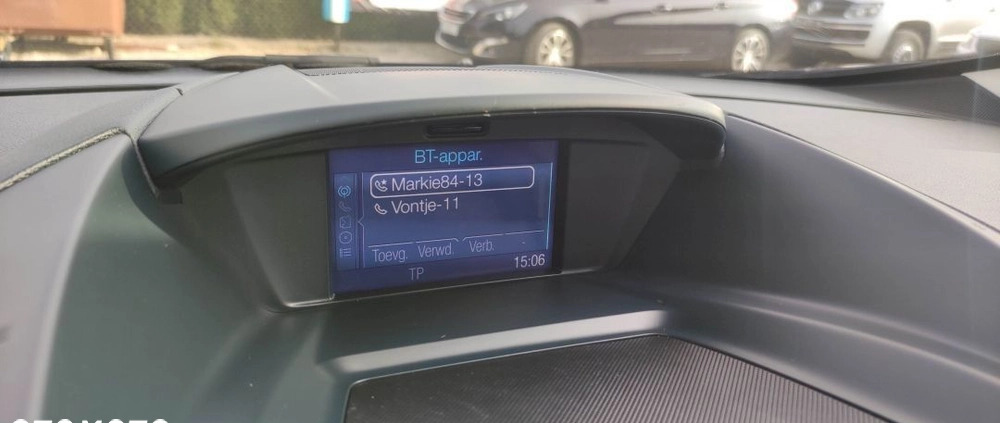 BT-appar.
Markie84-13
Vontje-11
Toevg. Verwd. Verb. -
TP
15:06